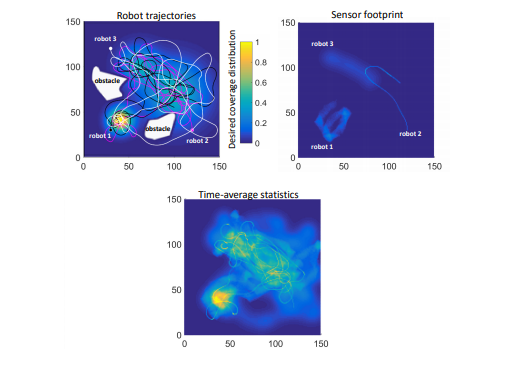 Robot trajectories
150
100
50
0
0
50
100
150
robot 3
obstacle
obstacle
robot 1
robot 2
Desired coverage distribution
1
0.8
0.6
0.4
0.2
0
Sensor footprint
150
100
50
0
0
50
100
150
robot 3
robot 2
robot 1
Time-average statistics
150
100
50
0
0
50
100
150